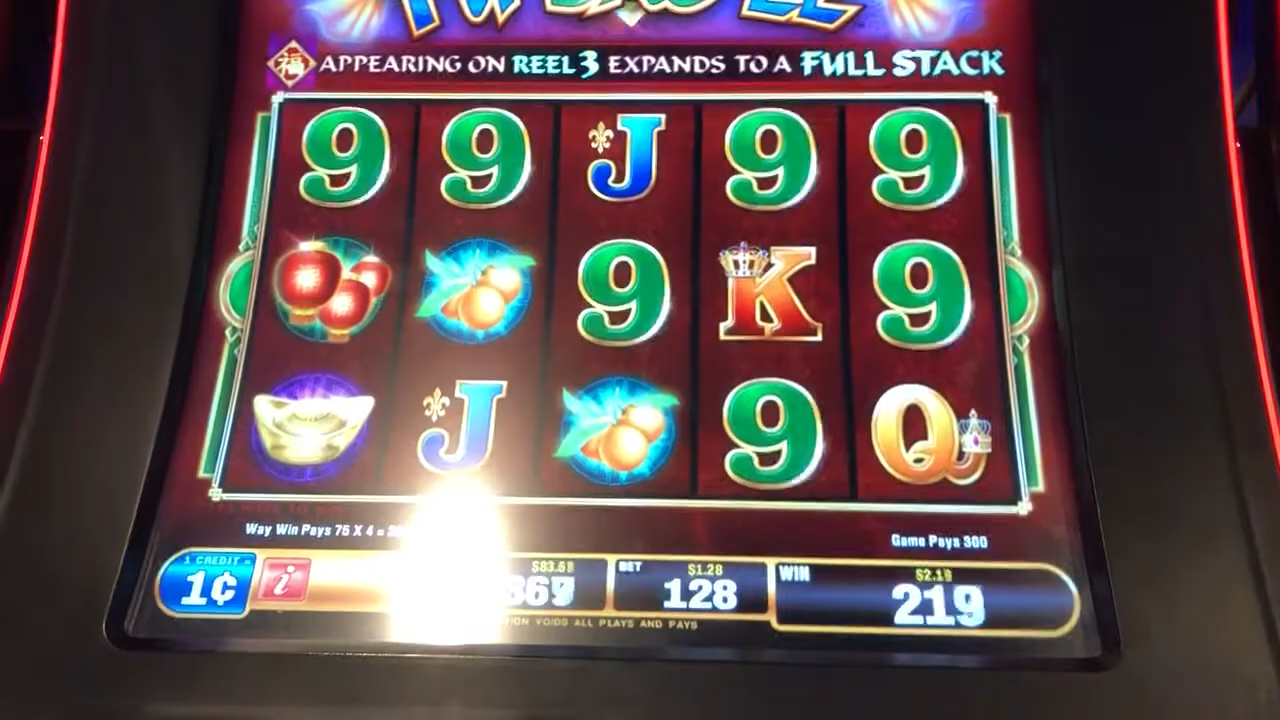 福 APPEARING ON REEL 3 EXPANDS TO A FULL STACK
9 9 J 9 9
9 K 9
J 9 Q
Way Win Pays 75 X 4 =
Game Pays 300
1 CREDIT =
1¢
i
BET $1.28
128
WIN $2.19
219
ALL PLAYS AND PAYS